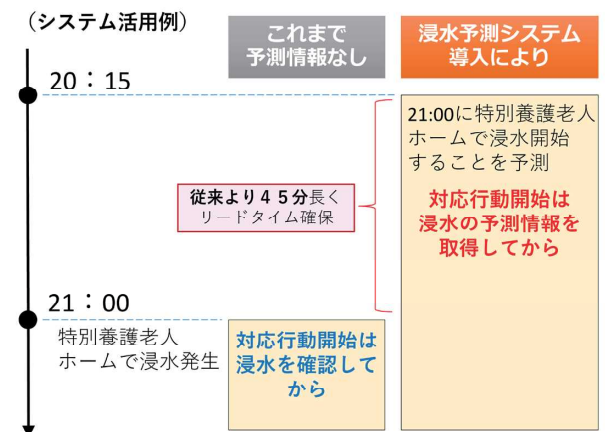 （システム活用例）
これまで
予測情報なし
浸水予測システム
導入により
20：15
21:00に特別養護老人
ホームで浸水開始
することを予測
対応行動開始は
浸水の予測情報を
取得してから
従来より４５分長く
リードタイム確保
21：00
特別養護老人
ホームで浸水発生
対応行動開始は
浸水を確認して
から